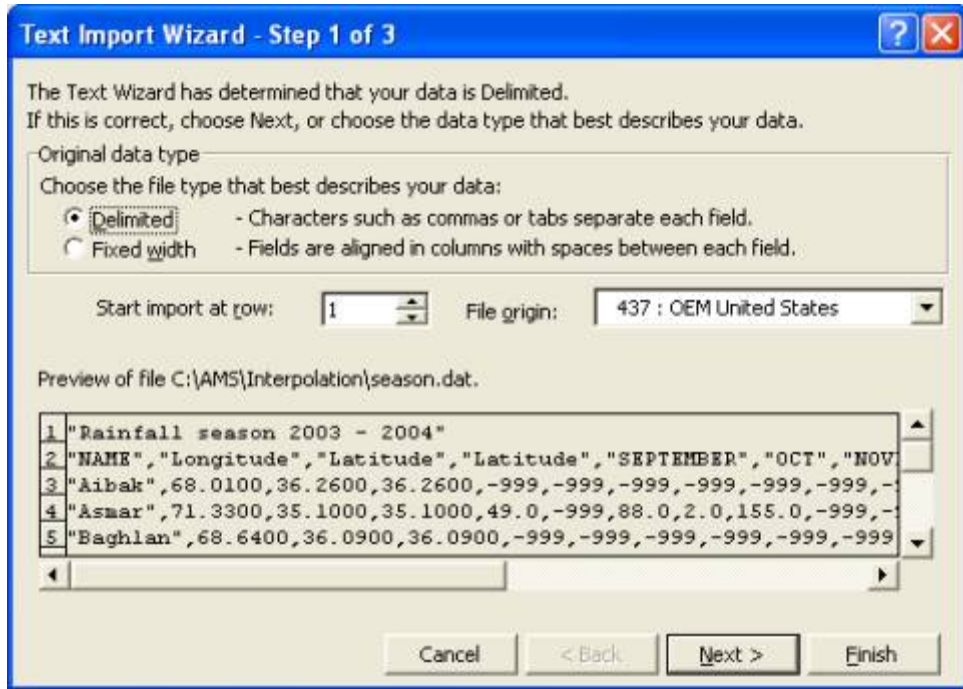 Text Import Wizard - Step 1 of 3
The Text Wizard has determined that your data is Delimited.
If this is correct, choose Next, or choose the data type that best describes your data.
Original data type
Choose the file type that best describes your data:
Delimited - Characters such as commas or tabs separate each field.
Fixed width - Fields are aligned in columns with spaces between each field.
Start import at row: 1 File origin: 437 : OEM United States
Preview of file C:\AMS\Interpolation\season.dat.
1 "Rainfall season 2003 - 2004"
2 "NAME","Longitude","Latitude","Latitude","SEPTEMBER","OCT","NOV
3 "Aibak",68.0100,36.2600,36.2600,-999,-999,-999,-999,-999,-999,-
4 "Asmar",71.3300,35.1000,35.1000,49.0,-999,88.0,2.0,155.0,-999,-
5 "Baghlan",68.6400,36.0900,36.0900,-999,-999,-999,-999,-999,-999
Cancel < Back Next > Finish